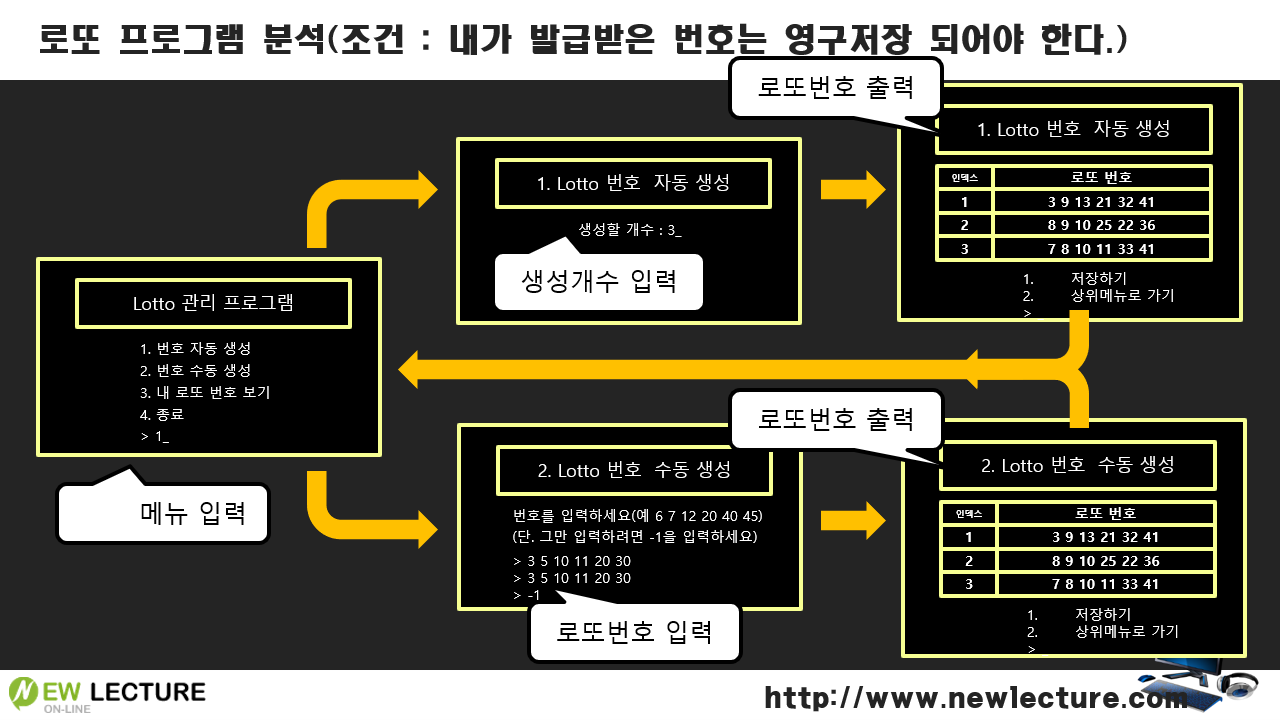 로또 프로그램 분석(조건 : 내가 발급받은 번호는 영구저장 되어야 한다.)
Lotto 관리 프로그램
1. 번호 자동 생성
2. 번호 수동 생성
3. 내 로또 번호 보기
4. 종료
> 1_
메뉴 입력
1. Lotto 번호 자동 생성
생성할 개수 : 3_
생성개수 입력
로또번호 출력
1. Lotto 번호 자동 생성
인덱스 로또 번호
1 3 9 13 21 32 41
2 8 9 10 25 22 36
3 7 8 10 11 33 41
1. 저장하기
2. 상위메뉴로 가기
>
2. Lotto 번호 수동 생성
번호를 입력하세요(예 6 7 12 20 40 45)
(단. 그만 입력하려면 -1을 입력하세요)
> 3 5 10 11 20 30
> 3 5 10 11 20 30
> -1
로또번호 입력
로또번호 출력
2. Lotto 번호 수동 생성
인덱스 로또 번호
1 3 9 13 21 32 41
2 8 9 10 25 22 36
3 7 8 10 11 33 41
1. 저장하기
2. 상위메뉴로 가기
>
NEW LECTURE
ON-LINE
http://www.newlecture.com